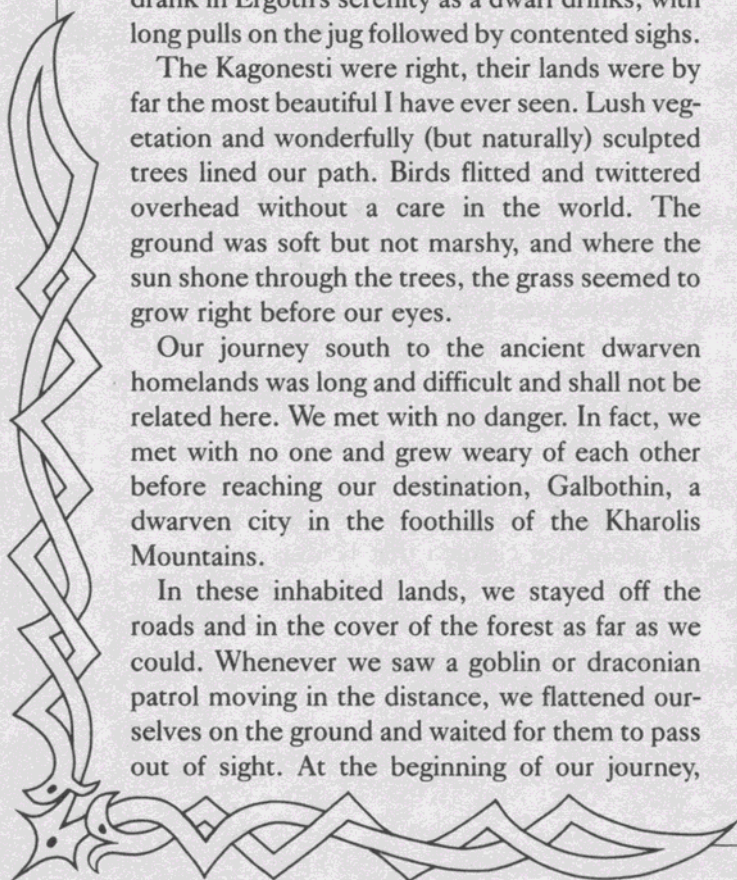 drank in Ergoth's serenity as a dwarf drinks, with
long pulls on the jug followed by contented sighs.
The Kagonesti were right, their lands were by
far the most beautiful I have ever seen. Lush veg-
etation and wonderfully (but naturally) sculpted
trees lined our path. Birds flitted and twittered
overhead without a care in the world. The
ground was soft but not marshy, and where the
sun shone through the trees, the grass seemed to
grow right before our eyes.
Our journey south to the ancient dwarven
homelands was long and difficult and shall not be
related here. We met with no danger. In fact, we
met with no one and grew weary of each other
before reaching our destination, Galbothin, a
dwarven city in the foothills of the Kharolis
Mountains.
In these inhabited lands, we stayed off the
roads and in the cover of the forest as far as we
could. Whenever we saw a goblin or draconian
patrol moving in the distance, we flattened our-
selves on the ground and waited for them to pass
out of sight. At the beginning of our journey,